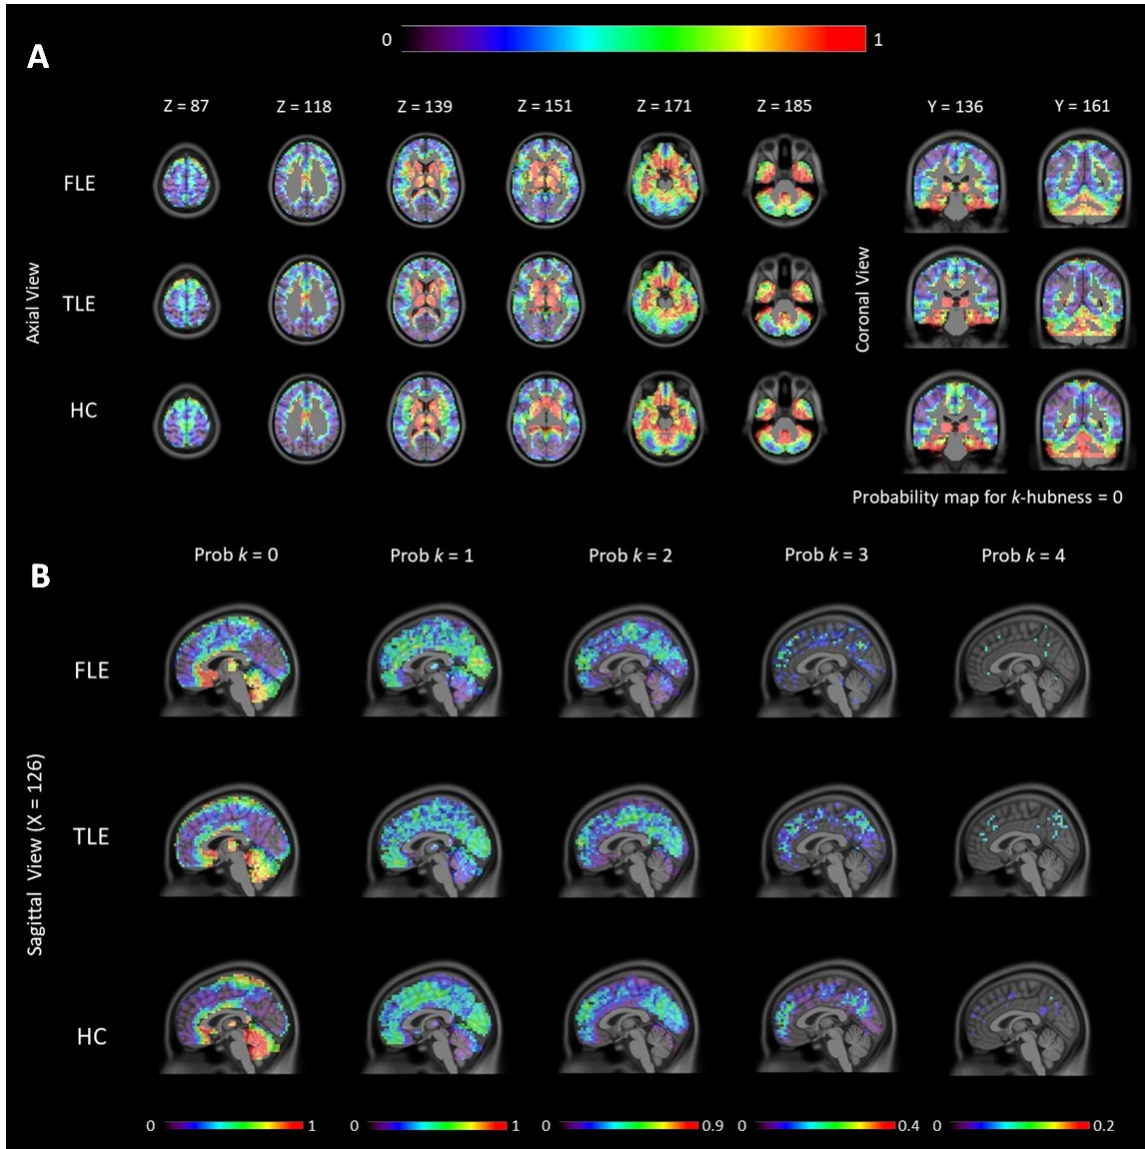 0 1
A
Z = 87 Z = 118 Z = 139 Z = 151 Z = 171 Z = 185 Y = 136 Y = 161
FLE
Axial View
TLE
Coronal View
HC
Probability map for k-hubness = 0
B
Prob k = 0 Prob k = 1 Prob k = 2 Prob k = 3 Prob k = 4
FLE
Sagittal View (X = 126)
TLE
HC
0 1 0 1 0 0.9 0 0.4 0 0.2